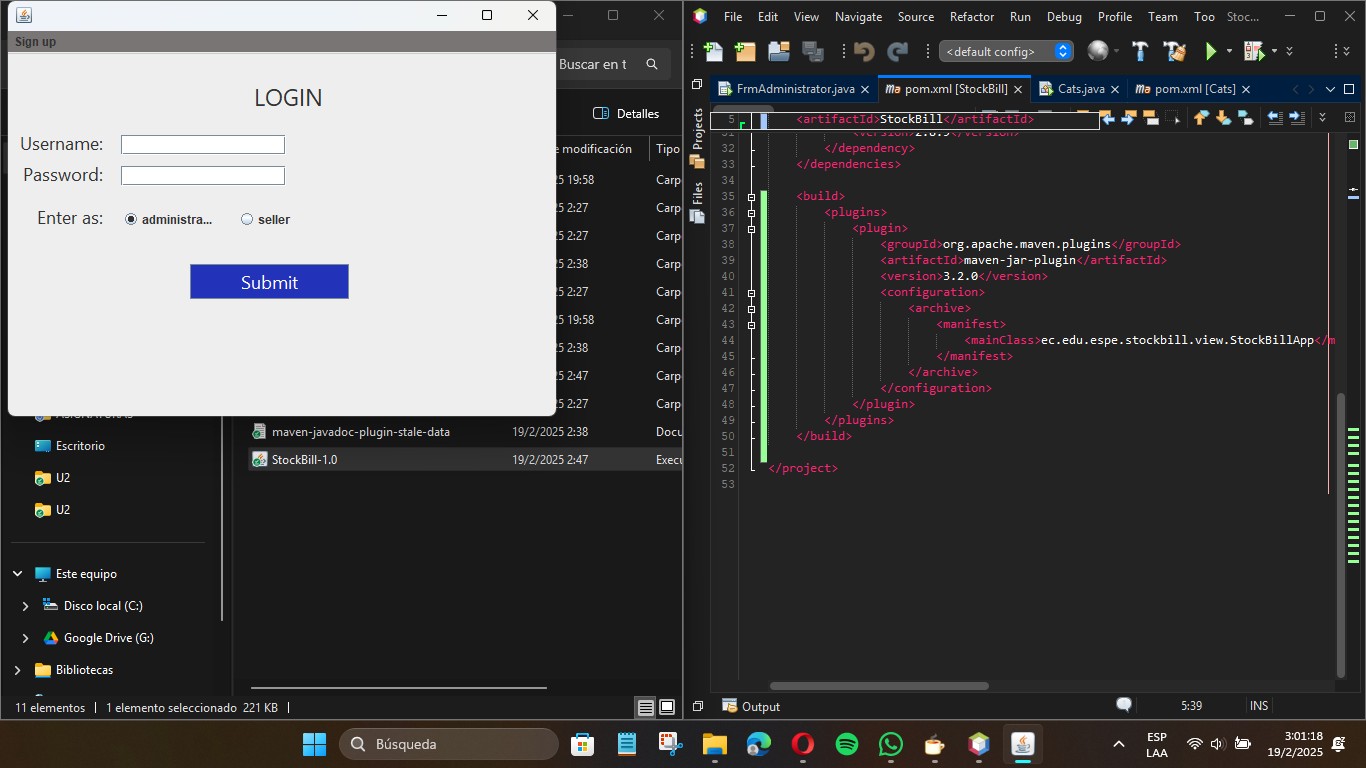 Sign up
LOGIN
Username:
Password:
Enter as:
administra...
seller
Submit
Buscar en t
Detalles
e modificación
Tipo
25 19:58
Carp
25 2:27
Carp
25 2:27
Carp
25 2:38
Carp
25 2:27
Carp
25 19:58
Carp
25 2:38
Carp
25 2:47
Carp
25 2:27
Carp
maven-javadoc-plugin-stale-data
19/2/2025 2:38
Docu
StockBill-1.0
19/2/2025 2:47
Execu
ASIGNATURAS
Escritorio
U2
U2
Este equipo
Disco local (C:)
Google Drive (G:)
Bibliotecas
11 elementos
1 elemento seleccionado 221 KB
File Edit View Navigate Source Refactor Run Debug Profile Team Too Stoc...
<default config>
FrmAdministrator.java
pom.xml [StockBill]
Cats.java
pom.xml [Cats]
Projects
Files
5 <artifactId>StockBill</artifactId>
31 <version>2.8.9</version>
32 </dependency>
33 </dependencies>
34
35 <build>
36 <plugins>
37 <plugin>
38 <groupId>org.apache.maven.plugins</groupId>
39 <artifactId>maven-jar-plugin</artifactId>
40 <version>3.2.0</version>
41 <configuration>
42 <archive>
43 <manifest>
44 <mainClass>ec.edu.espe.stockbill.view.StockBillApp</m
45 </manifest>
46 </archive>
47 </configuration>
48 </plugin>
49 </plugins>
50 </build>
51
52 </project>
53
Output
5:39
INS
Búsqueda
ESP
LAA
3:01:18
19/2/2025